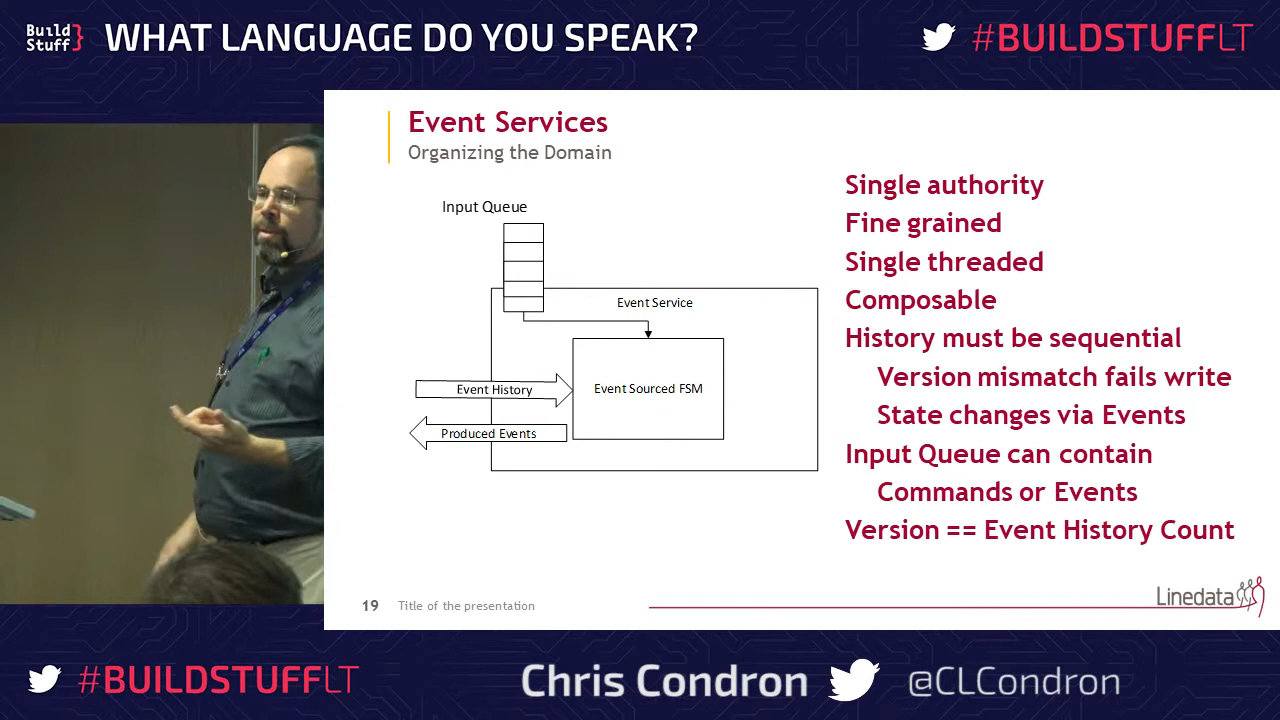 Build
Stuff}
WHAT LANGUAGE DO YOU SPEAK?
#BUILDSTUFFLT
Event Services
Organizing the Domain
Input Queue
Event Service
Event Sourced FSM
Event History
Produced Events
Single authority
Fine grained
Single threaded
Composable
History must be sequential
Version mismatch fails write
State changes via Events
Input Queue can contain
Commands or Events
Version == Event History Count
19
Title of the presentation
Linedata
#BUILDSTUFFLT
Chris Condron
@CLCondron